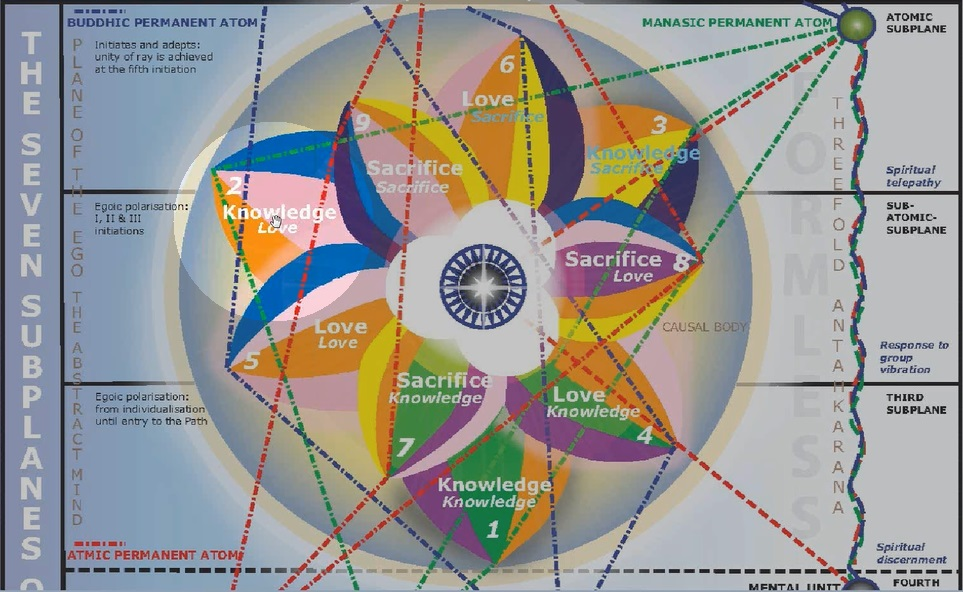 THE SEVEN SUBPLANES
PLANE OF THE EGO THE ABSTRACT MIND
BUDDHIC PERMANENT ATOM
Initiates and adepts:
unity of ray is achieved
at the fifth initiation
Egoic polarisation:
I, II & III
initiations
Egoic polarisation:
from individualisation
until entry to the Path
ATMIC PERMANENT ATOM
MANASIC PERMANENT ATOM
6
Love
Sacrifice
9
Sacrifice
Sacrifice
3
Knowledge
Sacrifice
2
Knowledge
Love
Sacrifice
Love
8
5
Love
Love
Sacrifice
Knowledge
7
Love
Knowledge
4
Knowledge
Knowledge
1
CAUSAL BODY
FORMLESS
THREEFOLD ANTAHKARANA
ATOMIC
SUBPLANE
Spiritual
telepathy
SUB-
ATOMIC-
SUBPLANE
Response to
group
vibration
THIRD
SUBPLANE
Spiritual
discernment
MENTAL UNIT
FOURTH